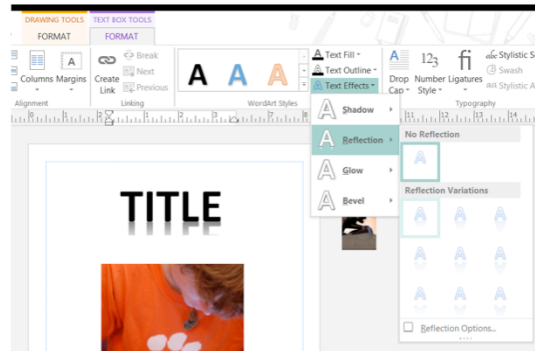 DRAWING TOOLS TEXT BOX TOOLS
FORMAT FORMAT
Columns Margins
Create Link
Break
Next
Previous
A A A
Text Fill
Text Outline
Text Effects
Drop Cap
Number Style
Ligatures
Stylistic
Swash
Stylistic A
Alignment Linking WordArt Styles Typography
Shadow
Reflection
Glow
Bevel
No Reflection
Reflection Variations
Reflection Options...
TITLE